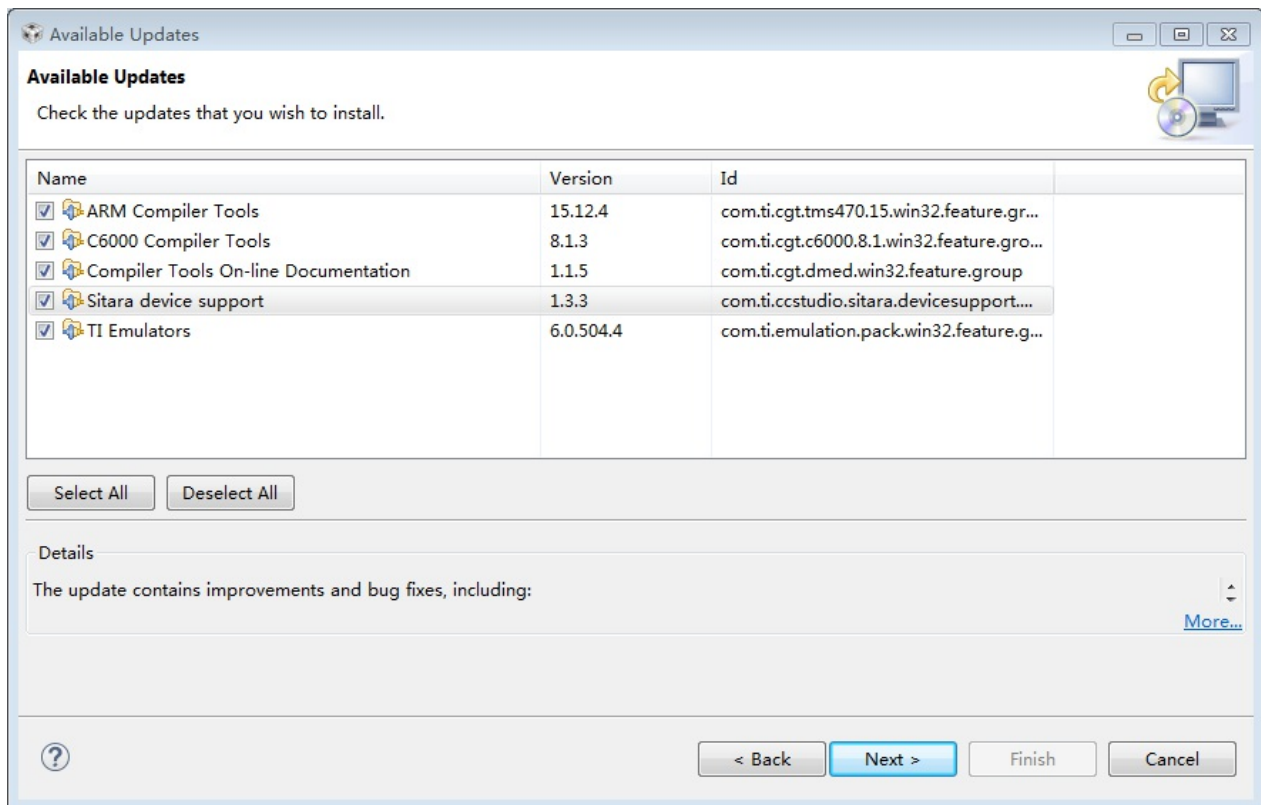 Available Updates
Available Updates
Check the updates that you wish to install.
Name Version Id
ARM Compiler Tools 15.12.4 com.ti.cgt.tms470.15.win32.feature.gr...
C6000 Compiler Tools 8.1.3 com.ti.cgt.c6000.8.1.win32.feature.gro...
Compiler Tools On-line Documentation 1.1.5 com.ti.cgt.dmed.win32.feature.group
Sitara device support 1.3.3 com.ti.ccstudio.sitara.devicesupport....
TI Emulators 6.0.504.4 com.ti.emulation.pack.win32.feature.g...
Select All Deselect All
Details
The update contains improvements and bug fixes, including:
More...
? < Back Next > Finish Cancel